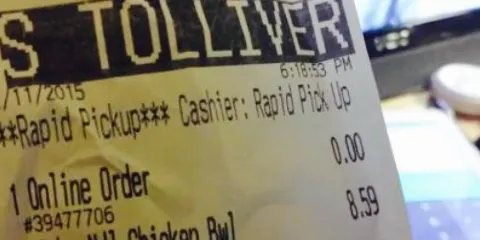 S TOLLIVER
6:18:53 PM
/11/2015
**Rapid Pickup*** Cashier: Rapid Pick Up
0.00
1 Online Order
#39477706
8.59
Chicken Bwl